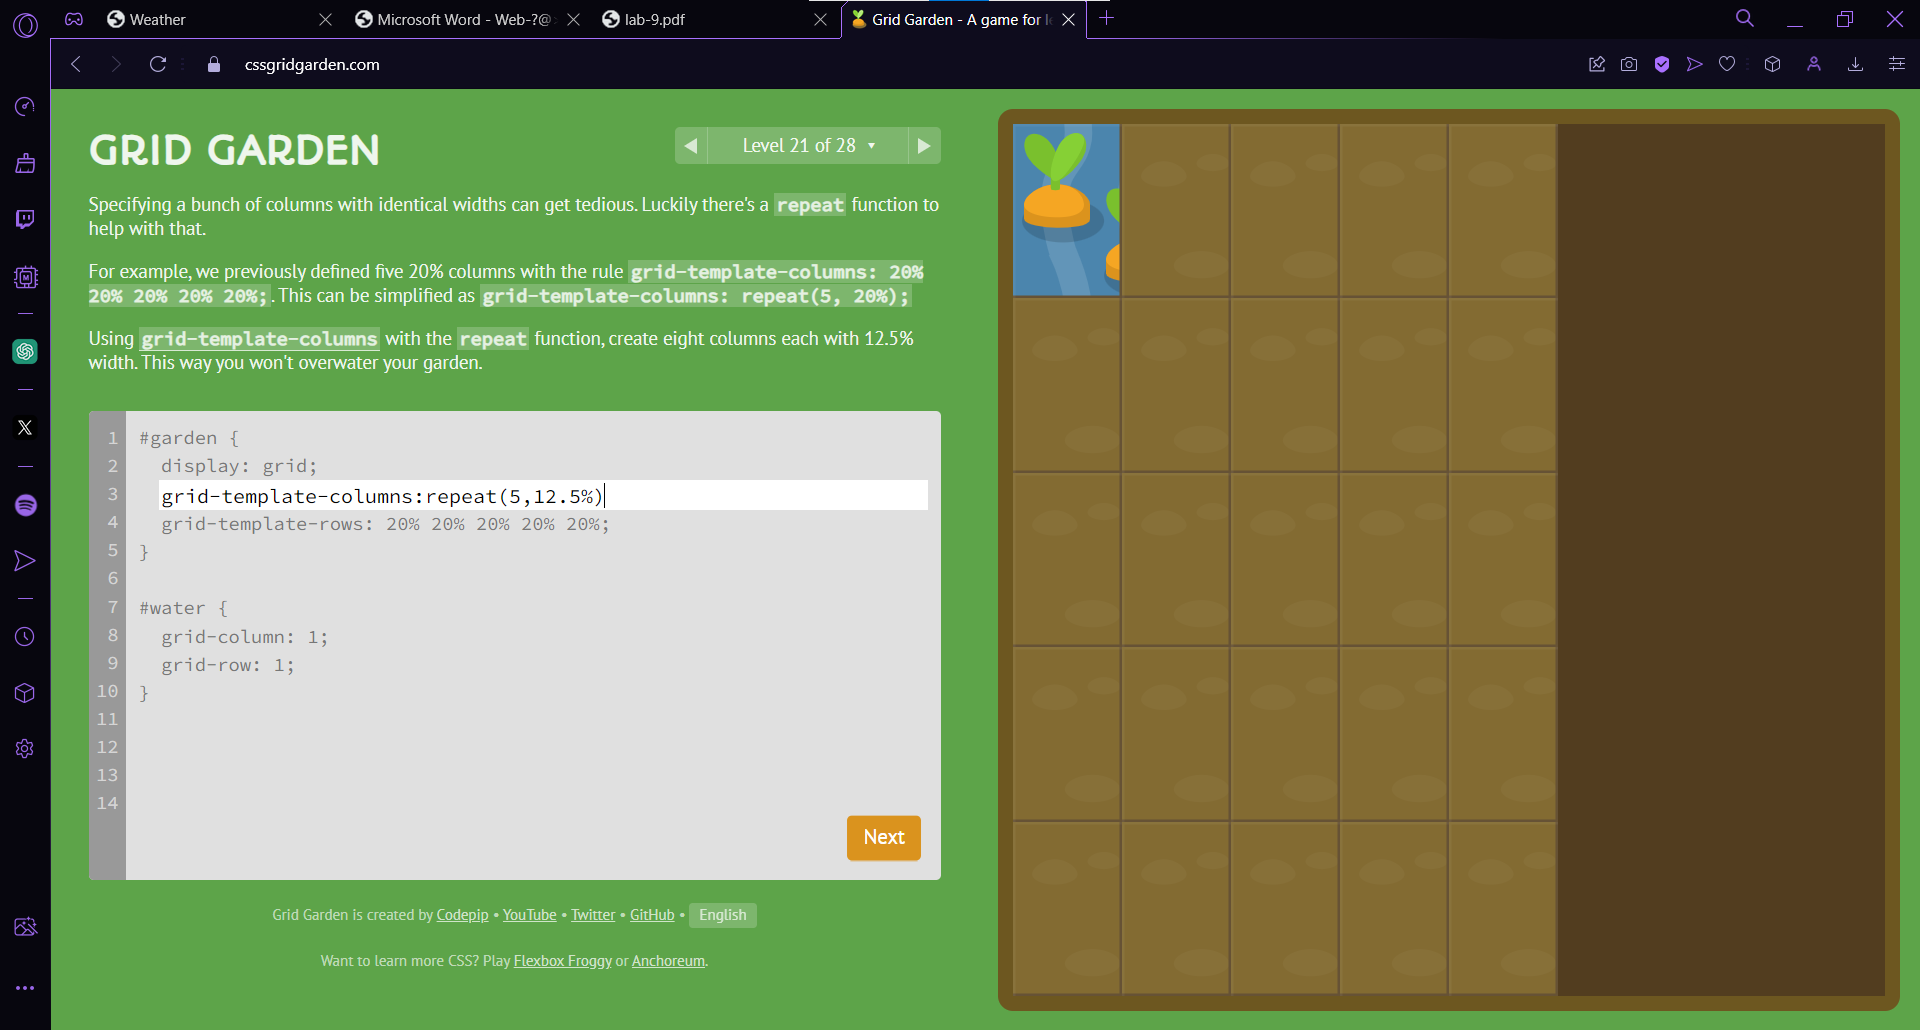 Weather
Microsoft Word - Web-?@
lab-9.pdf
Grid Garden - A game for l
cssgridgarden.com
GRID GARDEN
Level 21 of 28
Specifying a bunch of columns with identical widths can get tedious. Luckily there's a repeat function to
help with that.
For example, we previously defined five 20% columns with the rule grid-template-columns: 20%
20% 20% 20% 20%;. This can be simplified as grid-template-columns: repeat(5, 20%);
Using grid-template-columns with the repeat function, create eight columns each with 12.5%
width. This way you won't overwater your garden.
1 #garden {
2 display: grid;
3 grid-template-columns:repeat(5,12.5%)
4 grid-template-rows: 20% 20% 20% 20% 20%;
5 }
6
7 #water {
8 grid-column: 1;
9 grid-row: 1;
10 }
11
12
13
14
Next
Grid Garden is created by Codepip • YouTube • Twitter • GitHub • English
Want to learn more CSS? Play Flexbox Froggy or Anchoreum.